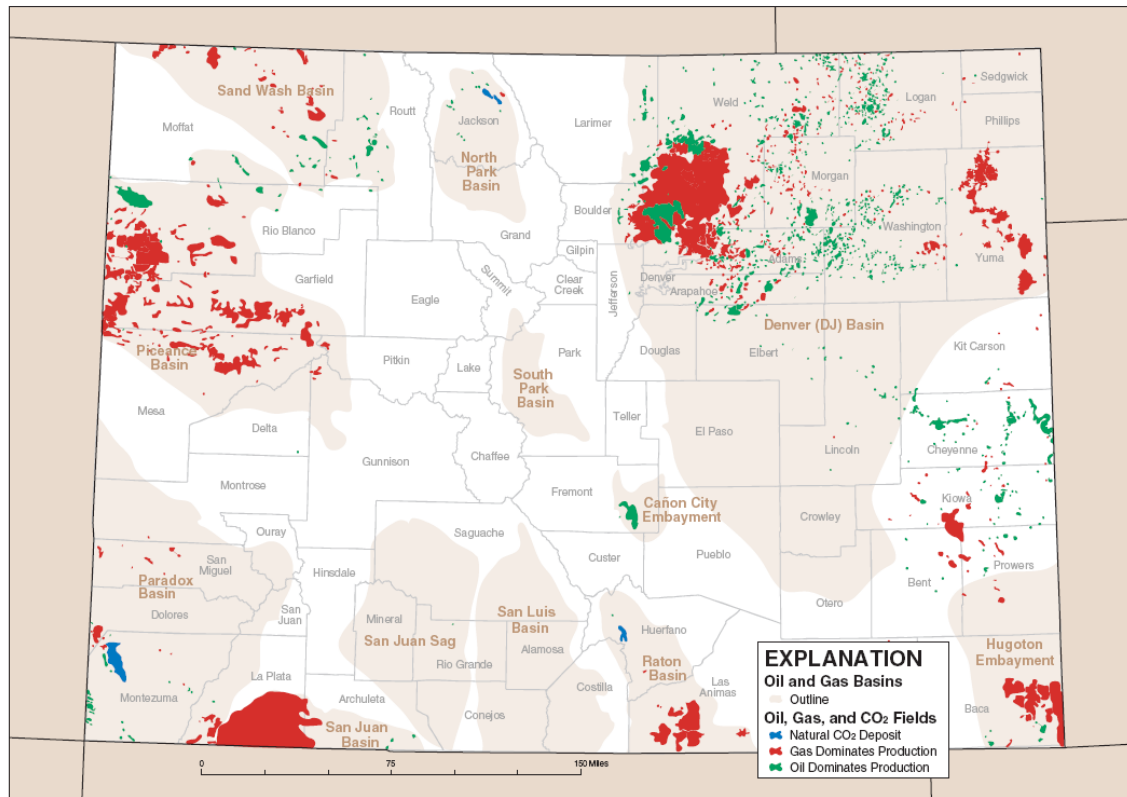 Sand Wash Basin
Moffat
Routt
Jackson
North
Park
Basin
Larimer
Weld
Logan
Sedgwick
Phillips
Morgan
Washington
Yuma
Boulder
Grand
Gilpin
Clear
Creek
Summit
Rio Blanco
Garfield
Eagle
Jefferson
Denver
Adams
Arapahoe
Denver (DJ) Basin
Piceance
Basin
Pitkin
Lake
South
Park
Basin
Park
Douglas
Elbert
Kit Carson
Mesa
Delta
Gunnison
Chaffee
Teller
El Paso
Lincoln
Cheyenne
Montrose
Fremont
Cañon City
Embayment
Crowley
Kiowa
Ouray
San
Miguel
Hinsdale
Saguache
Custer
Pueblo
Bent
Prowers
Otero
Paradox
Basin
Dolores
San
Juan
Mineral
San Juan Sag
San Luis
Basin
Rio Grande
Alamosa
Huerfano
Raton
Basin
Costilla
Las
Animas
Hugoton
Embayment
Baca
Montezuma
La Plata
Archuleta
Conejos
San Juan
Basin
EXPLANATION
Oil and Gas Basins
Outline
Oil, Gas, and CO₂ Fields
Natural CO₂ Deposit
Gas Dominates Production
Oil Dominates Production
0 75 150 Miles